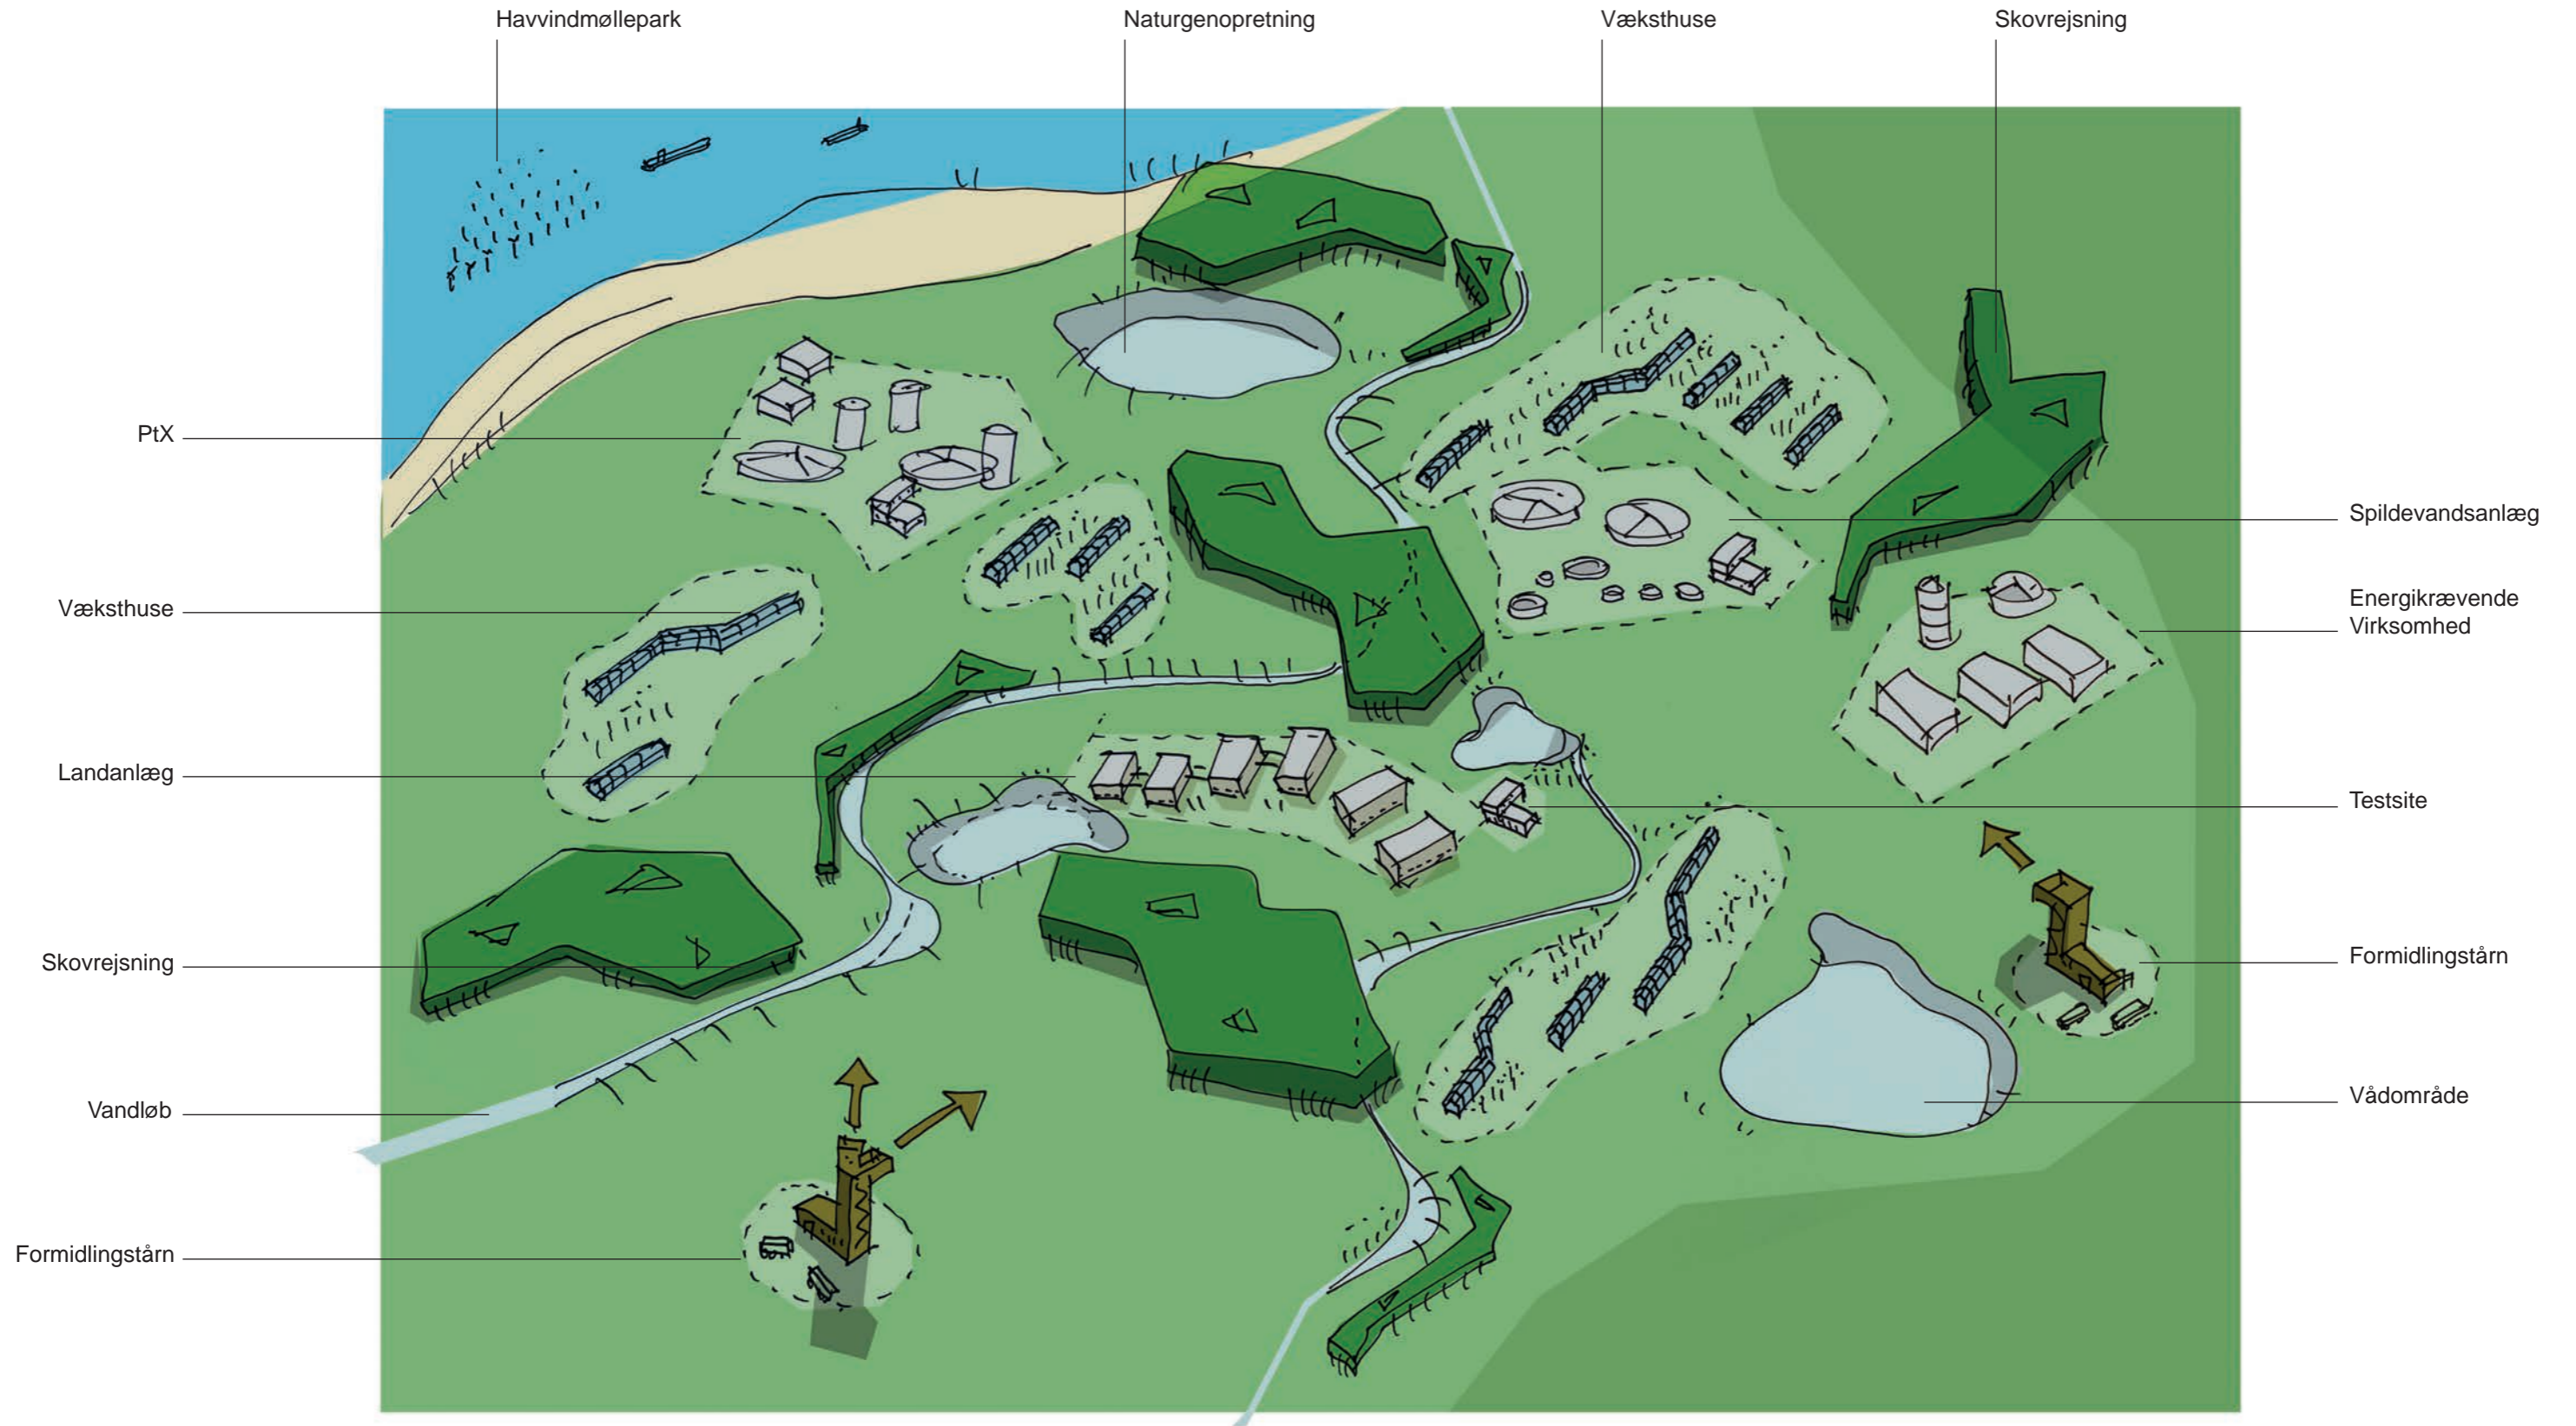 Havvindmøllepark
Naturgenopretning
Væksthuse
Skovrejsning
PtX
Væksthuse
Landanlæg
Skovrejsning
Vandløb
Formidlingstårn
Spildevandsanlæg
Energikrævende
Virksomhed
Testsite
Formidlingstårn
Vådområde